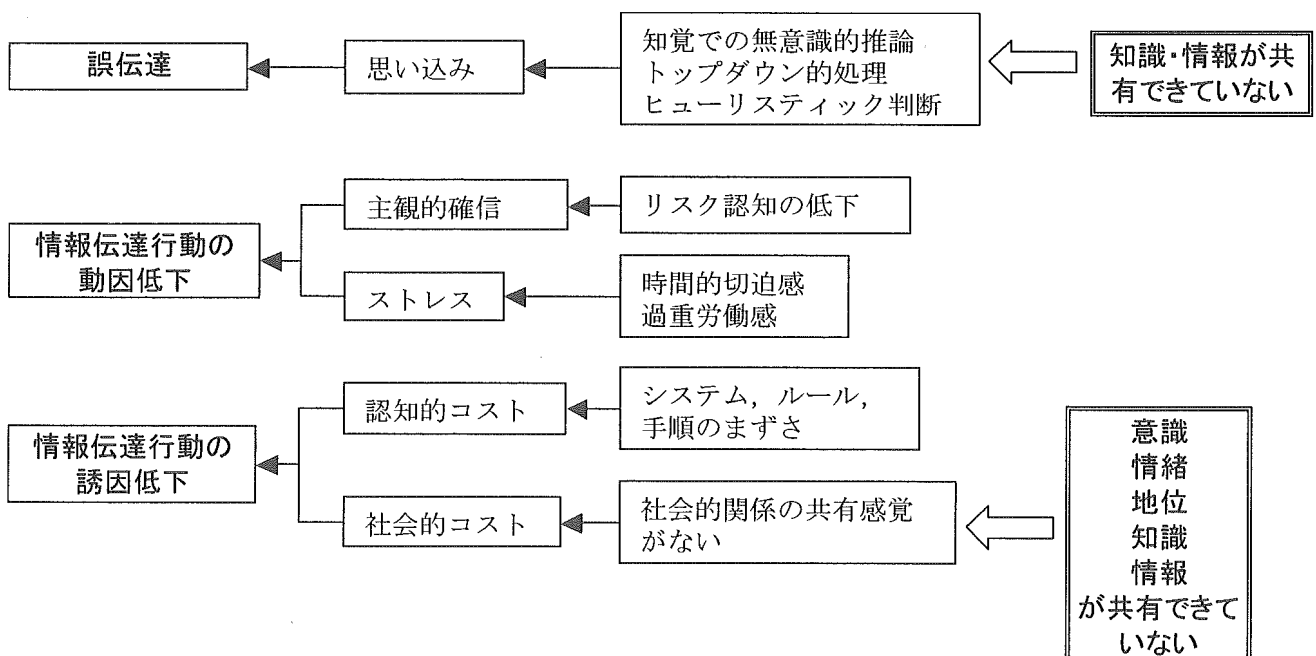 誤伝達
思い込み
知覚での無意識的推論
トップダウン的処理
ヒューリスティック判断
知識・情報が共
有できていない
情報伝達行動の
動因低下
主観的確信
リスク認知の低下
ストレス
時間的切迫感
過重労働感
情報伝達行動の
誘因低下
認知的コスト
システム，ルール，
手順のまずさ
社会的コスト
社会的関係の共有感覚
がない
意識
情緒
地位
知識
情報
が共有できて
いない